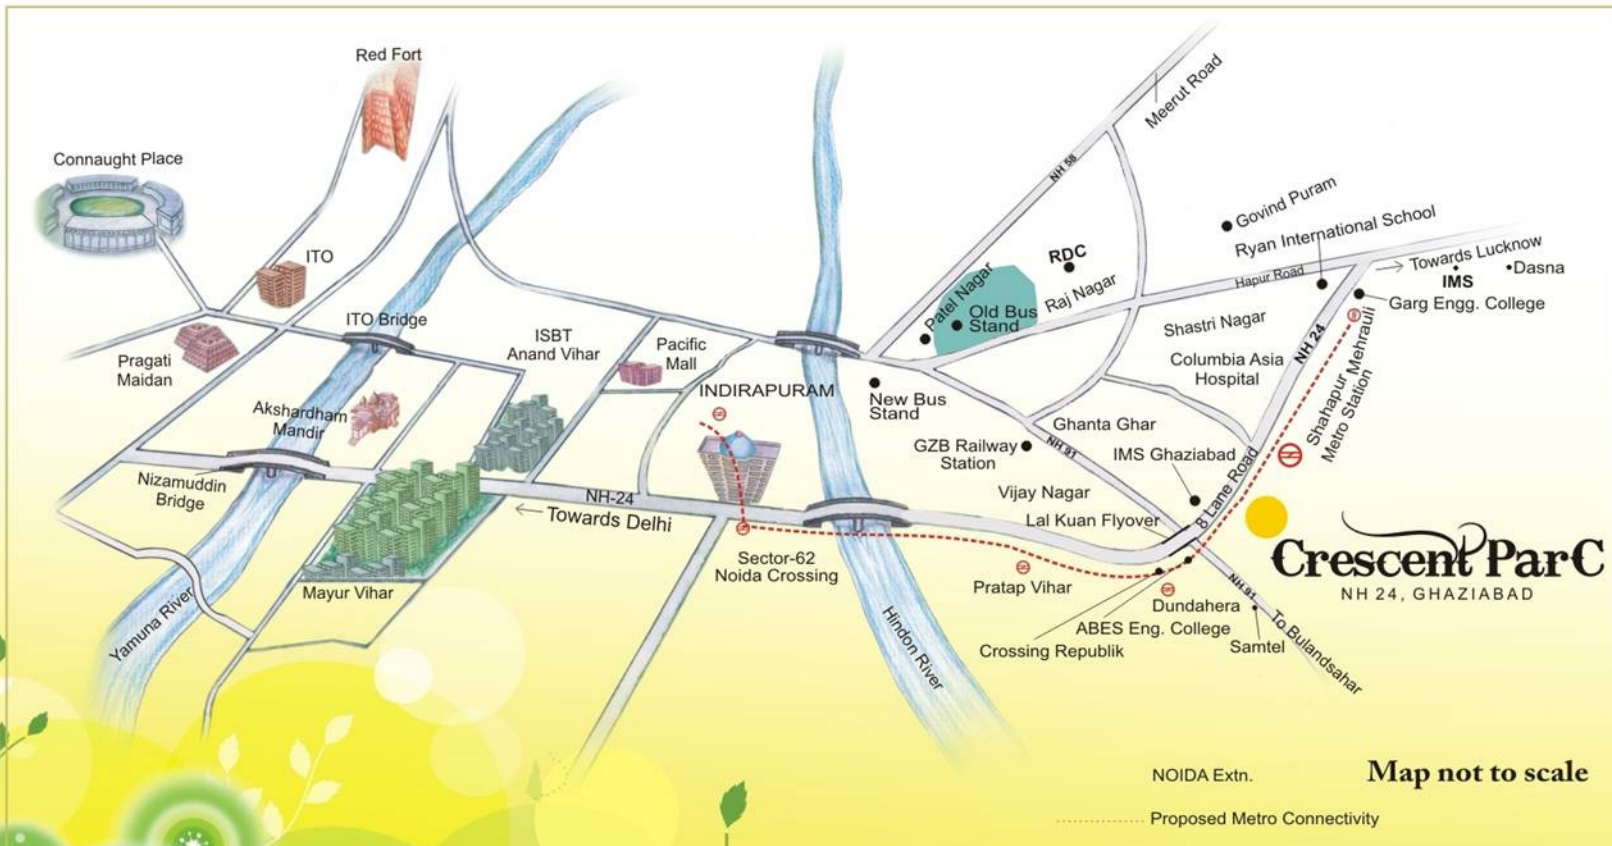 Red Fort
Connaught Place
ITO
Pragati
Maidan
ITO Bridge
ISBT
Anand Vihar
Pacific
Mall
Akshardham
Mandir
INDIRAPURAM
Nizamuddin
Bridge
NH-24
← Towards Delhi
Mayur Vihar
Yamuna River
Sector-62
Noida Crossing
Hindon River
Meerut Road
NH 58
Govind Puram
Ryan International School
RDC
Hapur Road
→ Towards Lucknow
IMS
Dasna
Patel Nagar
Old Bus
Stand
Raj Nagar
Garg Engg. College
Shastri Nagar
NH 24
Columbia Asia
Hospital
Shahapur Mehrauli
Metro Station
New Bus
Stand
Ghanta Ghar
GZB Railway
Station
NH 91
IMS Ghaziabad
Vijay Nagar
Lal Kuan Flyover
8 Lane Road
Crescent ParC
NH 24, GHAZIABAD
Pratap Vihar
NH 91
Dundahera
ABES Eng. College
Crossing Republik
Samtel
To Bulandsahar
NOIDA Extn.
Map not to scale
Proposed Metro Connectivity